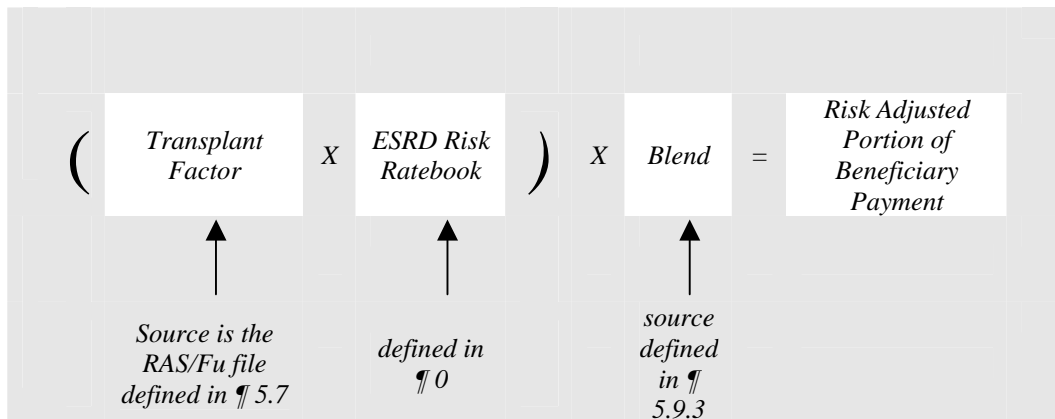 ( Transplant Factor X ESRD Risk Ratebook ) X Blend = Risk Adjusted Portion of Beneficiary Payment
Source is the
RAS/Fu file
defined in ¶ 5.7
defined in
¶ 0
source
defined
in ¶
5.9.3